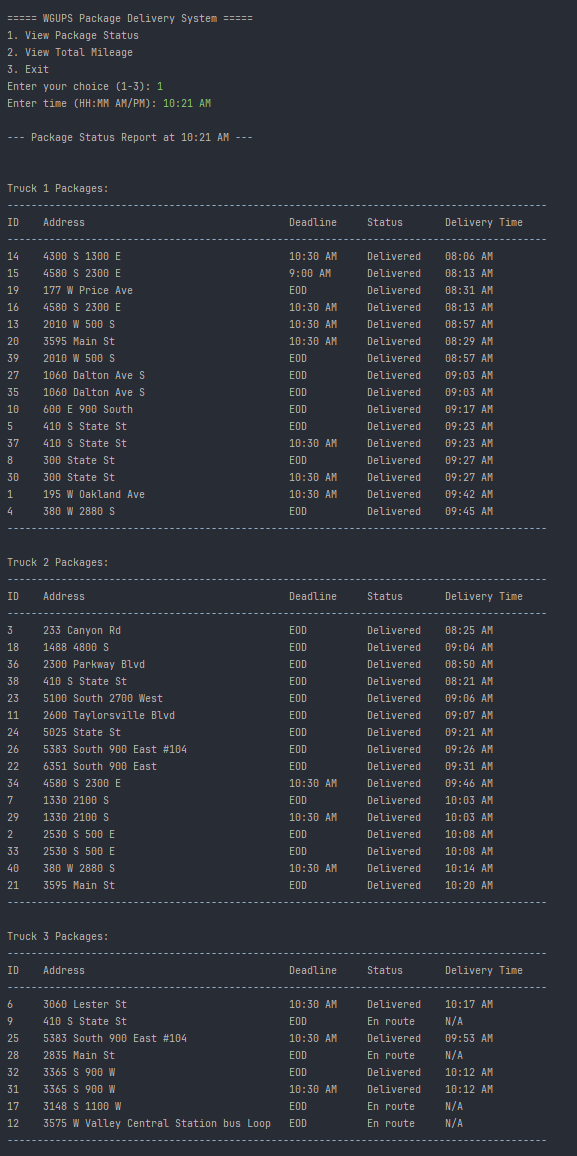 ===== WGUPS Package Delivery System =====
1. View Package Status
2. View Total Mileage
3. Exit
Enter your choice (1-3): 1
Enter time (HH:MM AM/PM): 10:21 AM
--- Package Status Report at 10:21 AM ---
Truck 1 Packages:
------------------------------------------------------------------------------------------
ID    Address                                  Deadline     Status       Delivery Time
------------------------------------------------------------------------------------------
14    4300 S 1300 E                            10:30 AM     Delivered    08:06 AM
15    4580 S 2300 E                            9:00 AM      Delivered    08:13 AM
19    177 W Price Ave                          EOD          Delivered    08:31 AM
16    4580 S 2300 E                            10:30 AM     Delivered    08:13 AM
13    2010 W 500 S                             10:30 AM     Delivered    08:57 AM
20    3595 Main St                             10:30 AM     Delivered    08:29 AM
39    2010 W 500 S                             EOD          Delivered    08:57 AM
27    1060 Dalton Ave S                        EOD          Delivered    09:03 AM
35    1060 Dalton Ave S                        EOD          Delivered    09:03 AM
10    600 E 900 South                          EOD          Delivered    09:17 AM
5     410 S State St                           EOD          Delivered    09:23 AM
37    410 S State St                           10:30 AM     Delivered    09:23 AM
8     300 State St                             EOD          Delivered    09:27 AM
30    300 State St                             10:30 AM     Delivered    09:27 AM
1     195 W Oakland Ave                        10:30 AM     Delivered    09:42 AM
4     380 W 2880 S                             EOD          Delivered    09:45 AM
------------------------------------------------------------------------------------------
Truck 2 Packages:
------------------------------------------------------------------------------------------
ID    Address                                  Deadline     Status       Delivery Time
------------------------------------------------------------------------------------------
3     233 Canyon Rd                            EOD          Delivered    08:25 AM
18    1488 4800 S                              EOD          Delivered    09:04 AM
36    2300 Parkway Blvd                        EOD          Delivered    08:50 AM
38    410 S State St                           EOD          Delivered    08:21 AM
23    5100 South 2700 West                     EOD          Delivered    09:06 AM
11    2600 Taylorsville Blvd                   EOD          Delivered    09:07 AM
24    5025 State St                            EOD          Delivered    09:21 AM
26    5383 South 900 East #104                 EOD          Delivered    09:26 AM
22    6351 South 900 East                      EOD          Delivered    09:31 AM
34    4580 S 2300 E                            10:30 AM     Delivered    09:46 AM
7     1330 2100 S                              EOD          Delivered    10:03 AM
29    1330 2100 S                              10:30 AM     Delivered    10:03 AM
2     2530 S 500 E                             EOD          Delivered    10:08 AM
33    2530 S 500 E                             EOD          Delivered    10:08 AM
40    380 W 2880 S                             10:30 AM     Delivered    10:14 AM
21    3595 Main St                             EOD          Delivered    10:20 AM
------------------------------------------------------------------------------------------
Truck 3 Packages:
------------------------------------------------------------------------------------------
ID    Address                                  Deadline     Status       Delivery Time
------------------------------------------------------------------------------------------
6     3060 Lester St                           10:30 AM     Delivered    10:17 AM
9     410 S State St                           EOD          En route     N/A
25    5383 South 900 East #104                 10:30 AM     Delivered    09:53 AM
28    2835 Main St                             EOD          En route     N/A
32    3365 S 900 W                             EOD          Delivered    10:12 AM
31    3365 S 900 W                             10:30 AM     Delivered    10:12 AM
17    3148 S 1100 W                            EOD          En route     N/A
12    3575 W Valley Central Station bus Loop   EOD          En route     N/A
------------------------------------------------------------------------------------------